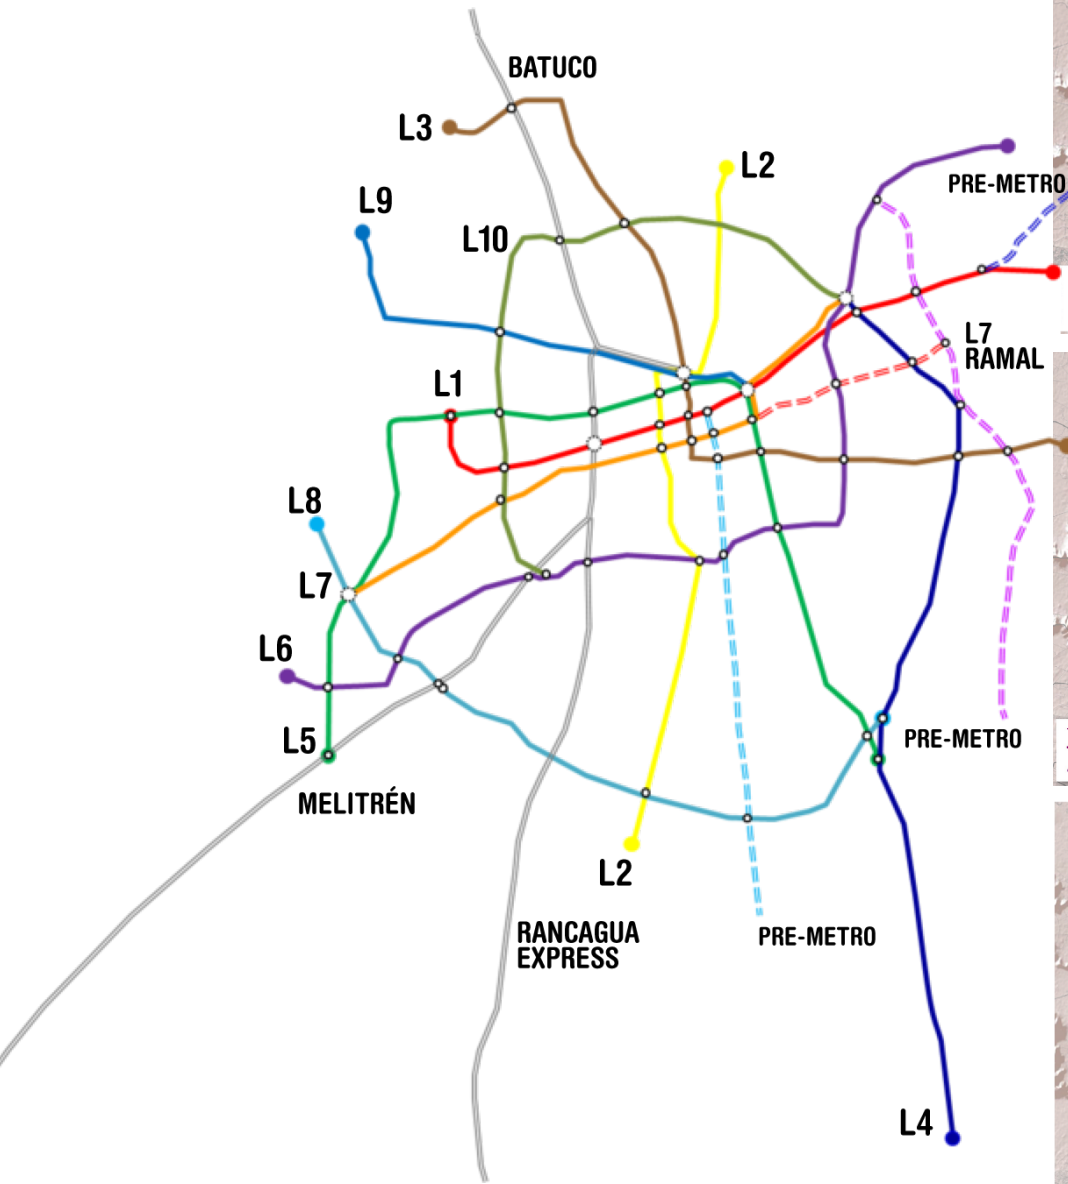 BATUCO
L3
L2
PRE-METRO
L9
L10
L7
RAMAL
L1
L8
L7
L6
L5
PRE-METRO
MELITRÉN
L2
RANCAGUA
EXPRESS
PRE-METRO
L4